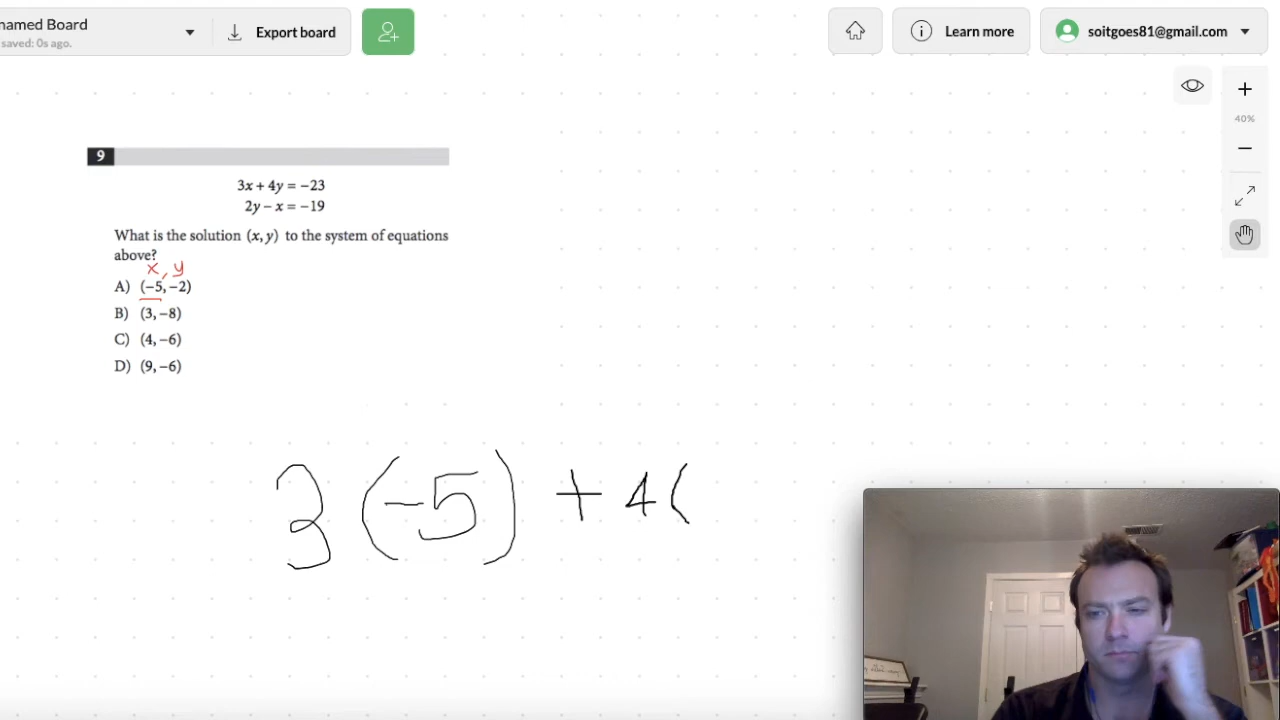 named Board
saved: 0s ago.
Export board
Learn more
soitgoes81@gmail.com
40%
9
3x + 4y = −23
2y − x = −19
What is the solution (x, y) to the system of equations
above?
x, y
A) (−5, −2)
B) (3, −8)
C) (4, −6)
D) (9, −6)
3 (-5) + 4(